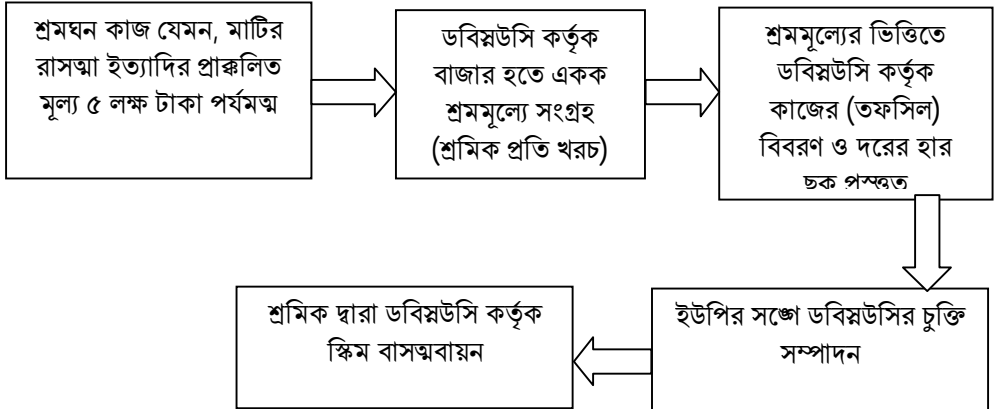 শ্রমঘন কাজ যেমন, মাটির
রাসত্মা ইত্যাদির প্রাক্কলিত
মূল্য ৫ লক্ষ টাকা পর্যমত্ম
ডবিস্নউসি কর্তৃক
বাজার হতে একক
শ্রমমূল্যে সংগ্রহ
(শ্রমিক প্রতি খরচ)
শ্রমমূল্যের ভিত্তিতে
ডবিস্নউসি কর্তৃক
কাজের (তফসিল)
বিবরণ ও দরের হার
ছক প্রস্ত্তত
ইউপির সঙ্গে ডবিস্নউসির চুক্তি
সম্পাদন
শ্রমিক দ্বারা ডবিস্নউসি কর্তৃক
স্কিম বাসত্মবায়ন